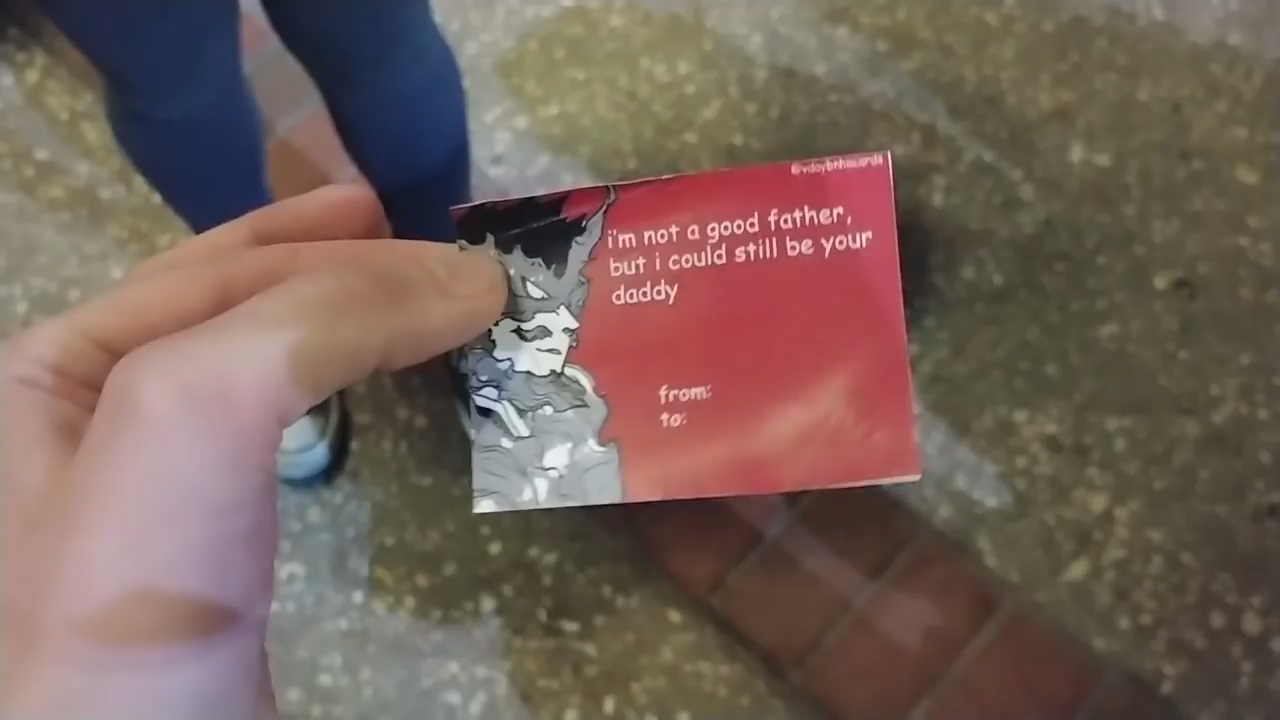 @vdaybnhacards
i'm not a good father,
but i could still be your
daddy
from:
to: